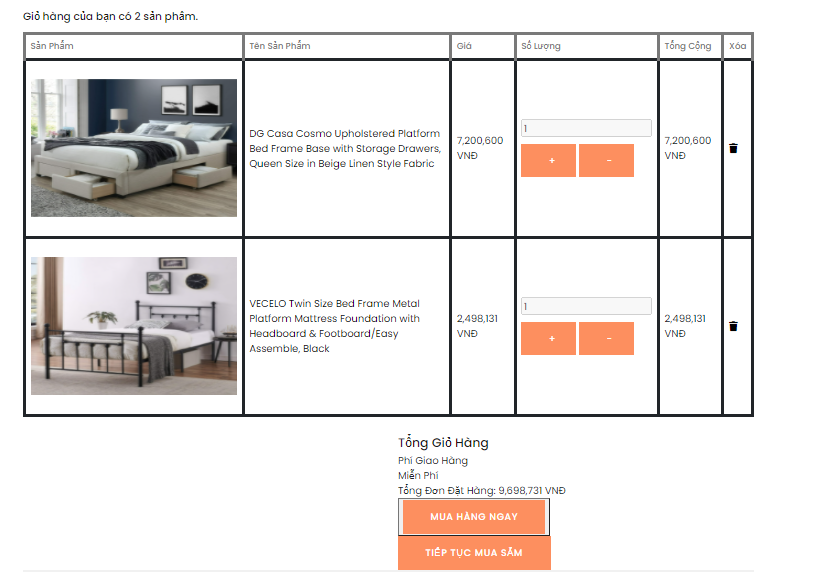 Giỏ hàng của bạn có 2 sản phẩm.
Sản Phẩm Tên Sản Phẩm Giá Số Lượng Tổng Cộng Xóa
DG Casa Cosmo Upholstered Platform
Bed Frame Base with Storage Drawers,
Queen Size in Beige Linen Style Fabric
7,200,600
VNĐ
1
+ -
7,200,600
VNĐ
VECELO Twin Size Bed Frame Metal
Platform Mattress Foundation with
Headboard & Footboard/Easy
Assemble, Black
2,498,131
VNĐ
1
+ -
2,498,131
VNĐ
Tổng Giỏ Hàng
Phí Giao Hàng
Miễn Phí
Tổng Đơn Đặt Hàng: 9,698,731 VNĐ
MUA HÀNG NGAY
TIẾP TỤC MUA SẮM